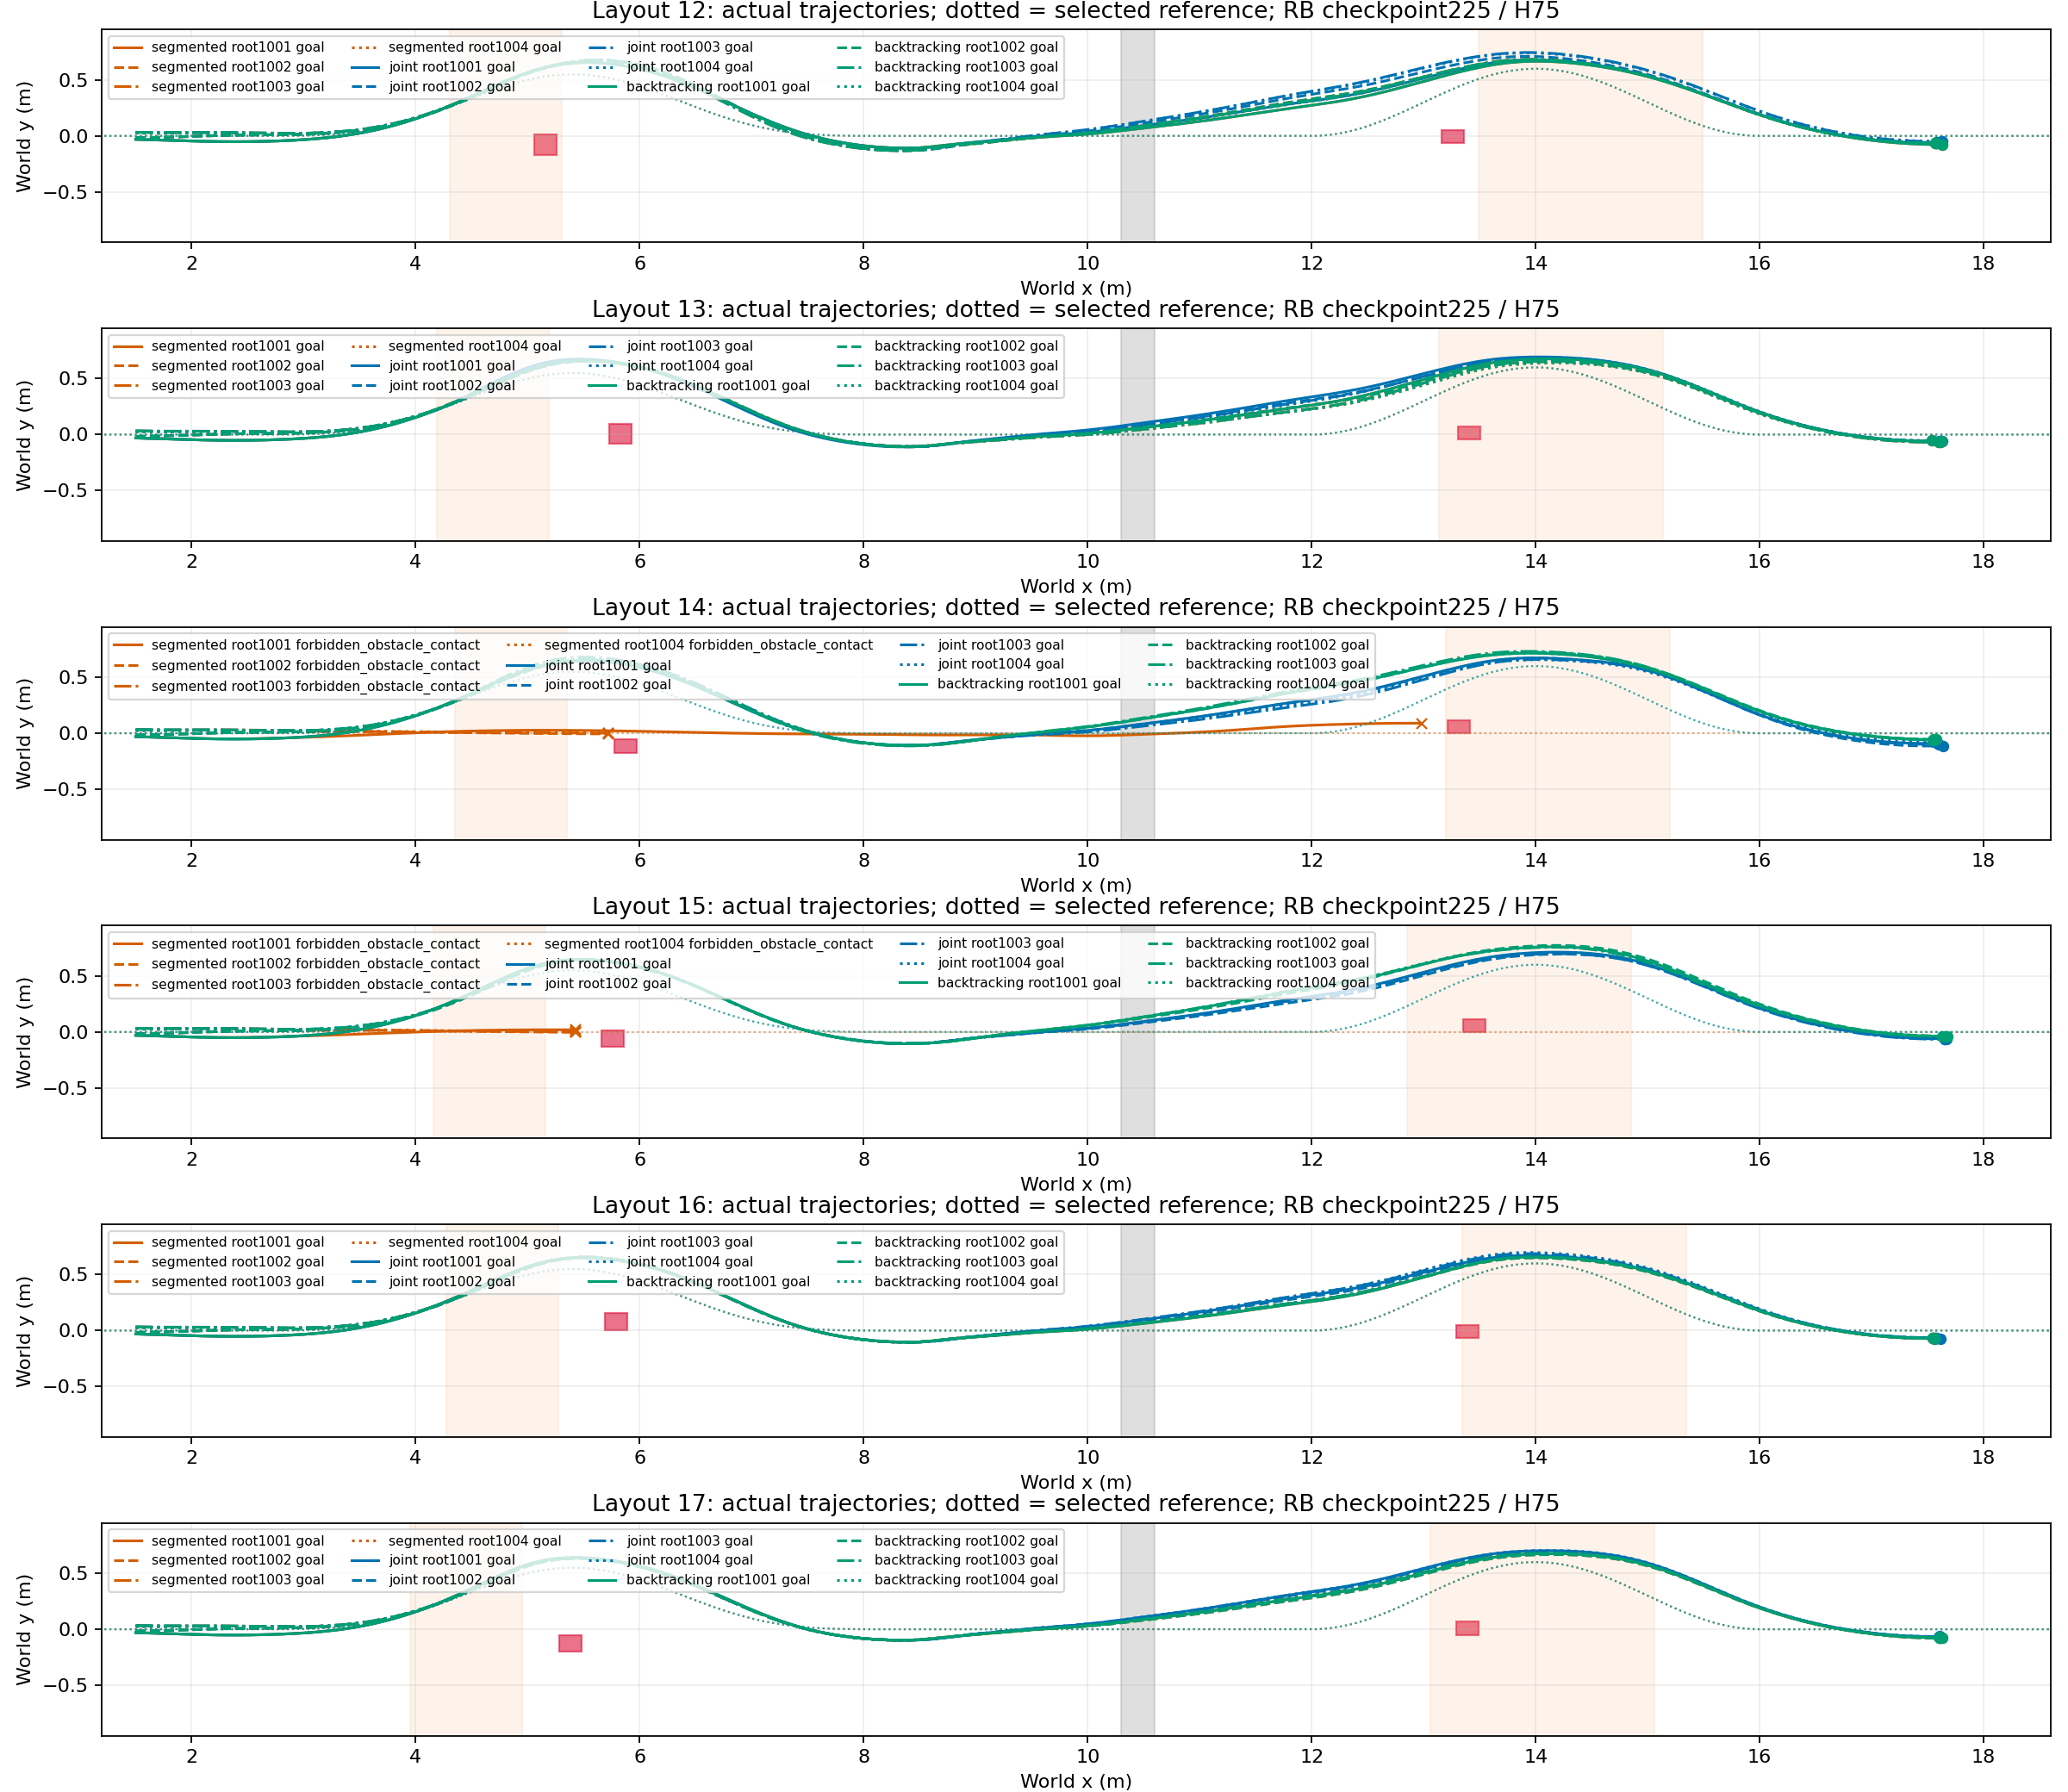 Layout 12: actual trajectories; dotted = selected reference; RB checkpoint225 / H75
segmented root1001 goal segmented root1004 goal joint root1003 goal backtracking root1002 goal
segmented root1002 goal joint root1001 goal joint root1004 goal backtracking root1003 goal
segmented root1003 goal joint root1002 goal backtracking root1001 goal backtracking root1004 goal
World y (m)
0.5
0.0
−0.5
2 4 6 8 10 12 14 16 18
World x (m)
Layout 13: actual trajectories; dotted = selected reference; RB checkpoint225 / H75
segmented root1001 goal segmented root1004 goal joint root1003 goal backtracking root1002 goal
segmented root1002 goal joint root1001 goal joint root1004 goal backtracking root1003 goal
segmented root1003 goal joint root1002 goal backtracking root1001 goal backtracking root1004 goal
World y (m)
0.5
0.0
−0.5
2 4 6 8 10 12 14 16 18
World x (m)
Layout 14: actual trajectories; dotted = selected reference; RB checkpoint225 / H75
segmented root1001 forbidden_obstacle_contact segmented root1004 forbidden_obstacle_contact joint root1003 goal backtracking root1002 goal
segmented root1002 forbidden_obstacle_contact joint root1001 goal joint root1004 goal backtracking root1003 goal
segmented root1003 forbidden_obstacle_contact joint root1002 goal backtracking root1001 goal backtracking root1004 goal
World y (m)
0.5
0.0
−0.5
2 4 6 8 10 12 14 16 18
World x (m)
Layout 15: actual trajectories; dotted = selected reference; RB checkpoint225 / H75
segmented root1001 forbidden_obstacle_contact segmented root1004 forbidden_obstacle_contact joint root1003 goal backtracking root1002 goal
segmented root1002 forbidden_obstacle_contact joint root1001 goal joint root1004 goal backtracking root1003 goal
segmented root1003 forbidden_obstacle_contact joint root1002 goal backtracking root1001 goal backtracking root1004 goal
World y (m)
0.5
0.0
−0.5
2 4 6 8 10 12 14 16 18
World x (m)
Layout 16: actual trajectories; dotted = selected reference; RB checkpoint225 / H75
segmented root1001 goal segmented root1004 goal joint root1003 goal backtracking root1002 goal
segmented root1002 goal joint root1001 goal joint root1004 goal backtracking root1003 goal
segmented root1003 goal joint root1002 goal backtracking root1001 goal backtracking root1004 goal
World y (m)
0.5
0.0
−0.5
2 4 6 8 10 12 14 16 18
World x (m)
Layout 17: actual trajectories; dotted = selected reference; RB checkpoint225 / H75
segmented root1001 goal segmented root1004 goal joint root1003 goal backtracking root1002 goal
segmented root1002 goal joint root1001 goal joint root1004 goal backtracking root1003 goal
segmented root1003 goal joint root1002 goal backtracking root1001 goal backtracking root1004 goal
World y (m)
0.5
0.0
−0.5
2 4 6 8 10 12 14 16 18
World x (m)